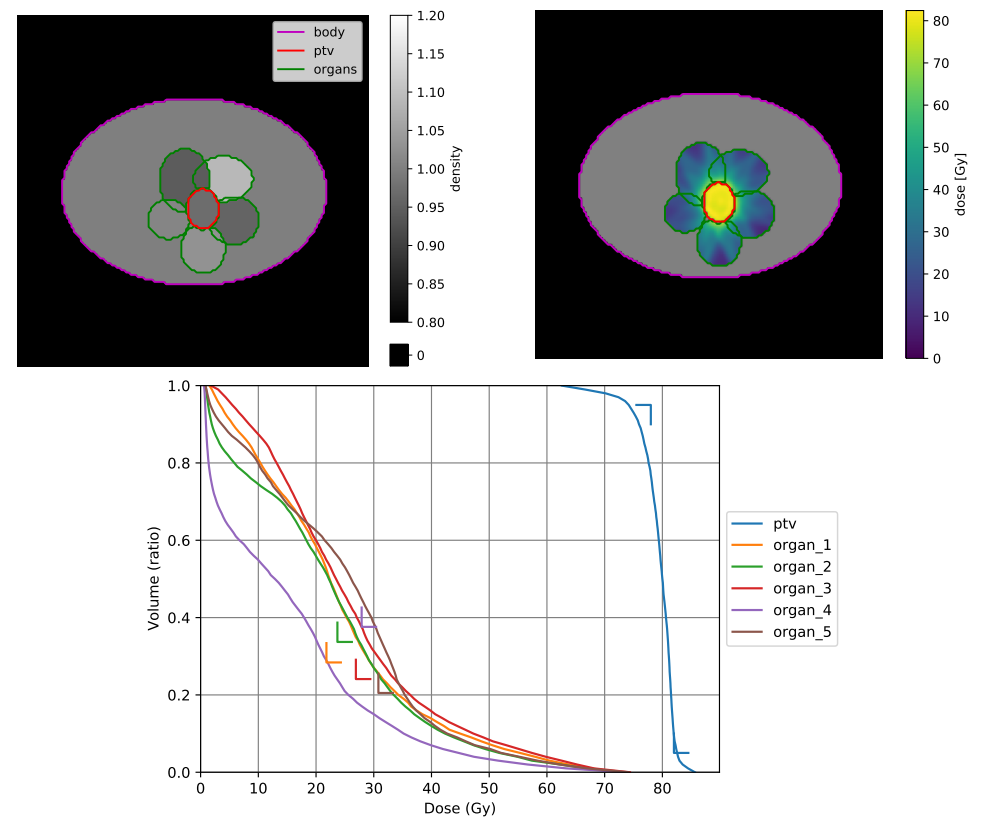 body
ptv
organs
1.20
1.15
1.10
1.05
1.00
0.95
0.90
0.85
0.80
0
density
80
70
60
50
40
30
20
10
0
dose [Gy]
1.0
0.8
0.6
0.4
0.2
0.0
Volume (ratio)
0 10 20 30 40 50 60 70 80
Dose (Gy)
ptv
organ_1
organ_2
organ_3
organ_4
organ_5